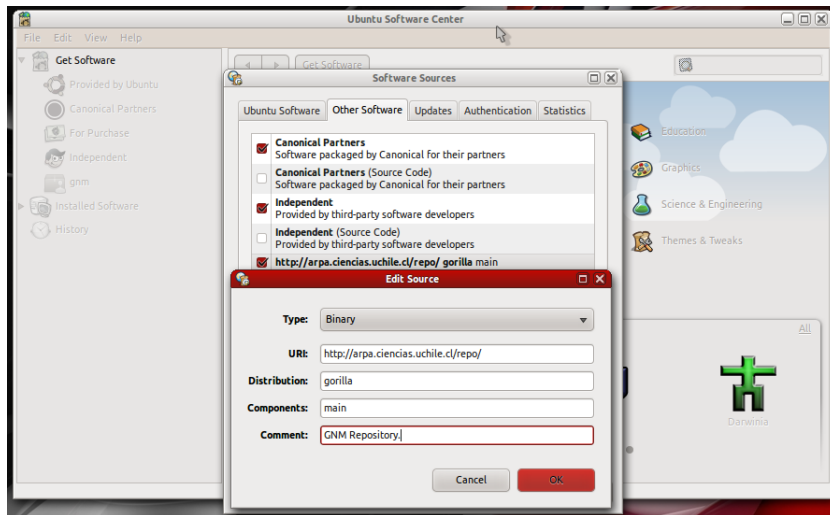 Ubuntu Software Center
File Edit View Help
Get Software
Provided by Ubuntu
Canonical Partners
For Purchase
Independent
gnm
Installed Software
History
Get Software
Education
Graphics
Science & Engineering
Themes & Tweaks
All
Darwinia
Software Sources
Ubuntu Software Other Software Updates Authentication Statistics
Canonical Partners
Software packaged by Canonical for their partners
Canonical Partners (Source Code)
Software packaged by Canonical for their partners
Independent
Provided by third-party software developers
Independent (Source Code)
Provided by third-party software developers
http://arpa.ciencias.uchile.cl/repo/ gorilla main
Edit Source
Type: Binary
URI: http://arpa.ciencias.uchile.cl/repo/
Distribution: gorilla
Components: main
Comment: GNM Repository.
Cancel OK